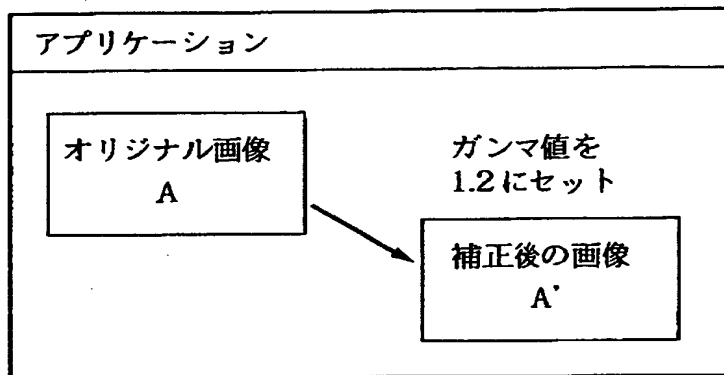 アプリケーション
オリジナル画像
A
ガンマ値を
1.2にセット
補正後の画像
A'